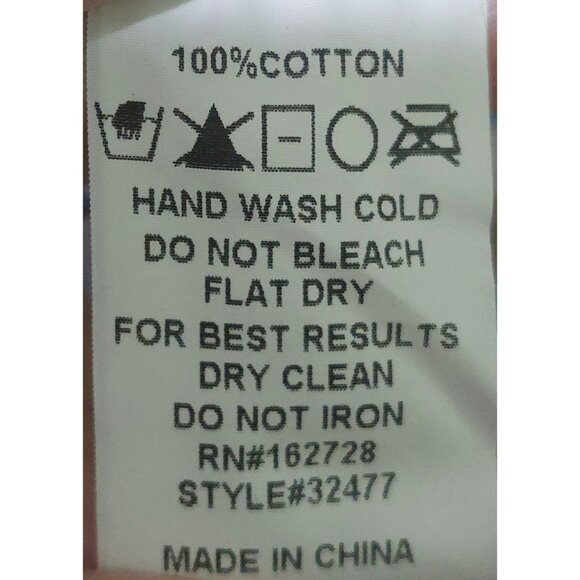 100%COTTON
HAND WASH COLD
DO NOT BLEACH
FLAT DRY
FOR BEST RESULTS
DRY CLEAN
DO NOT IRON
RN#162728
STYLE#32477
MADE IN CHINA